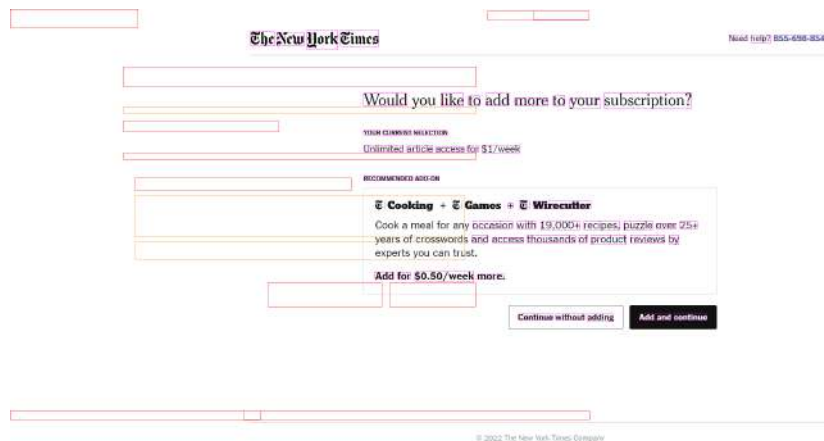 The New York Times
Need help? 855-698-854
Would you like to add more to your subscription?
YOUR CURRENT SELECTION
Unlimited article access for $1/week
RECOMMENDED ADD-ON
T Cooking + T Games + T Wirecutter
Cook a meal for any occasion with 19,000+ recipes, puzzle over 25+
years of crosswords and access thousands of product reviews by
experts you can trust.
Add for $0.50/week more.
Continue without adding
Add and continue
© 2022 The New York Times Company